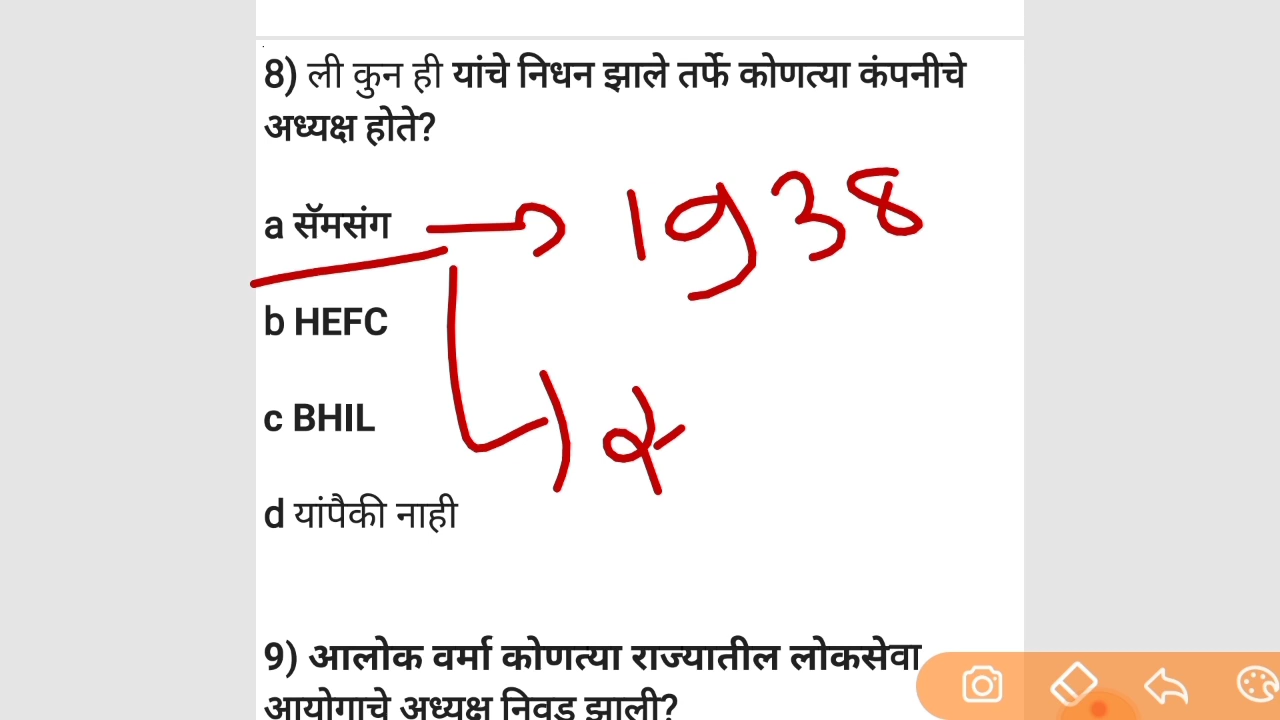 8) ली कुन ही यांचे निधन झाले तर्फे कोणत्या कंपनीचे
अध्यक्ष होते?
a सॅमसंग
1938
b HEFC
c BHIL
d यांपैकी नाही
9) आलोक वर्मा कोणत्या राज्यातील लोकसेवा
आयोगाचे अध्यक्ष निवड झाली?